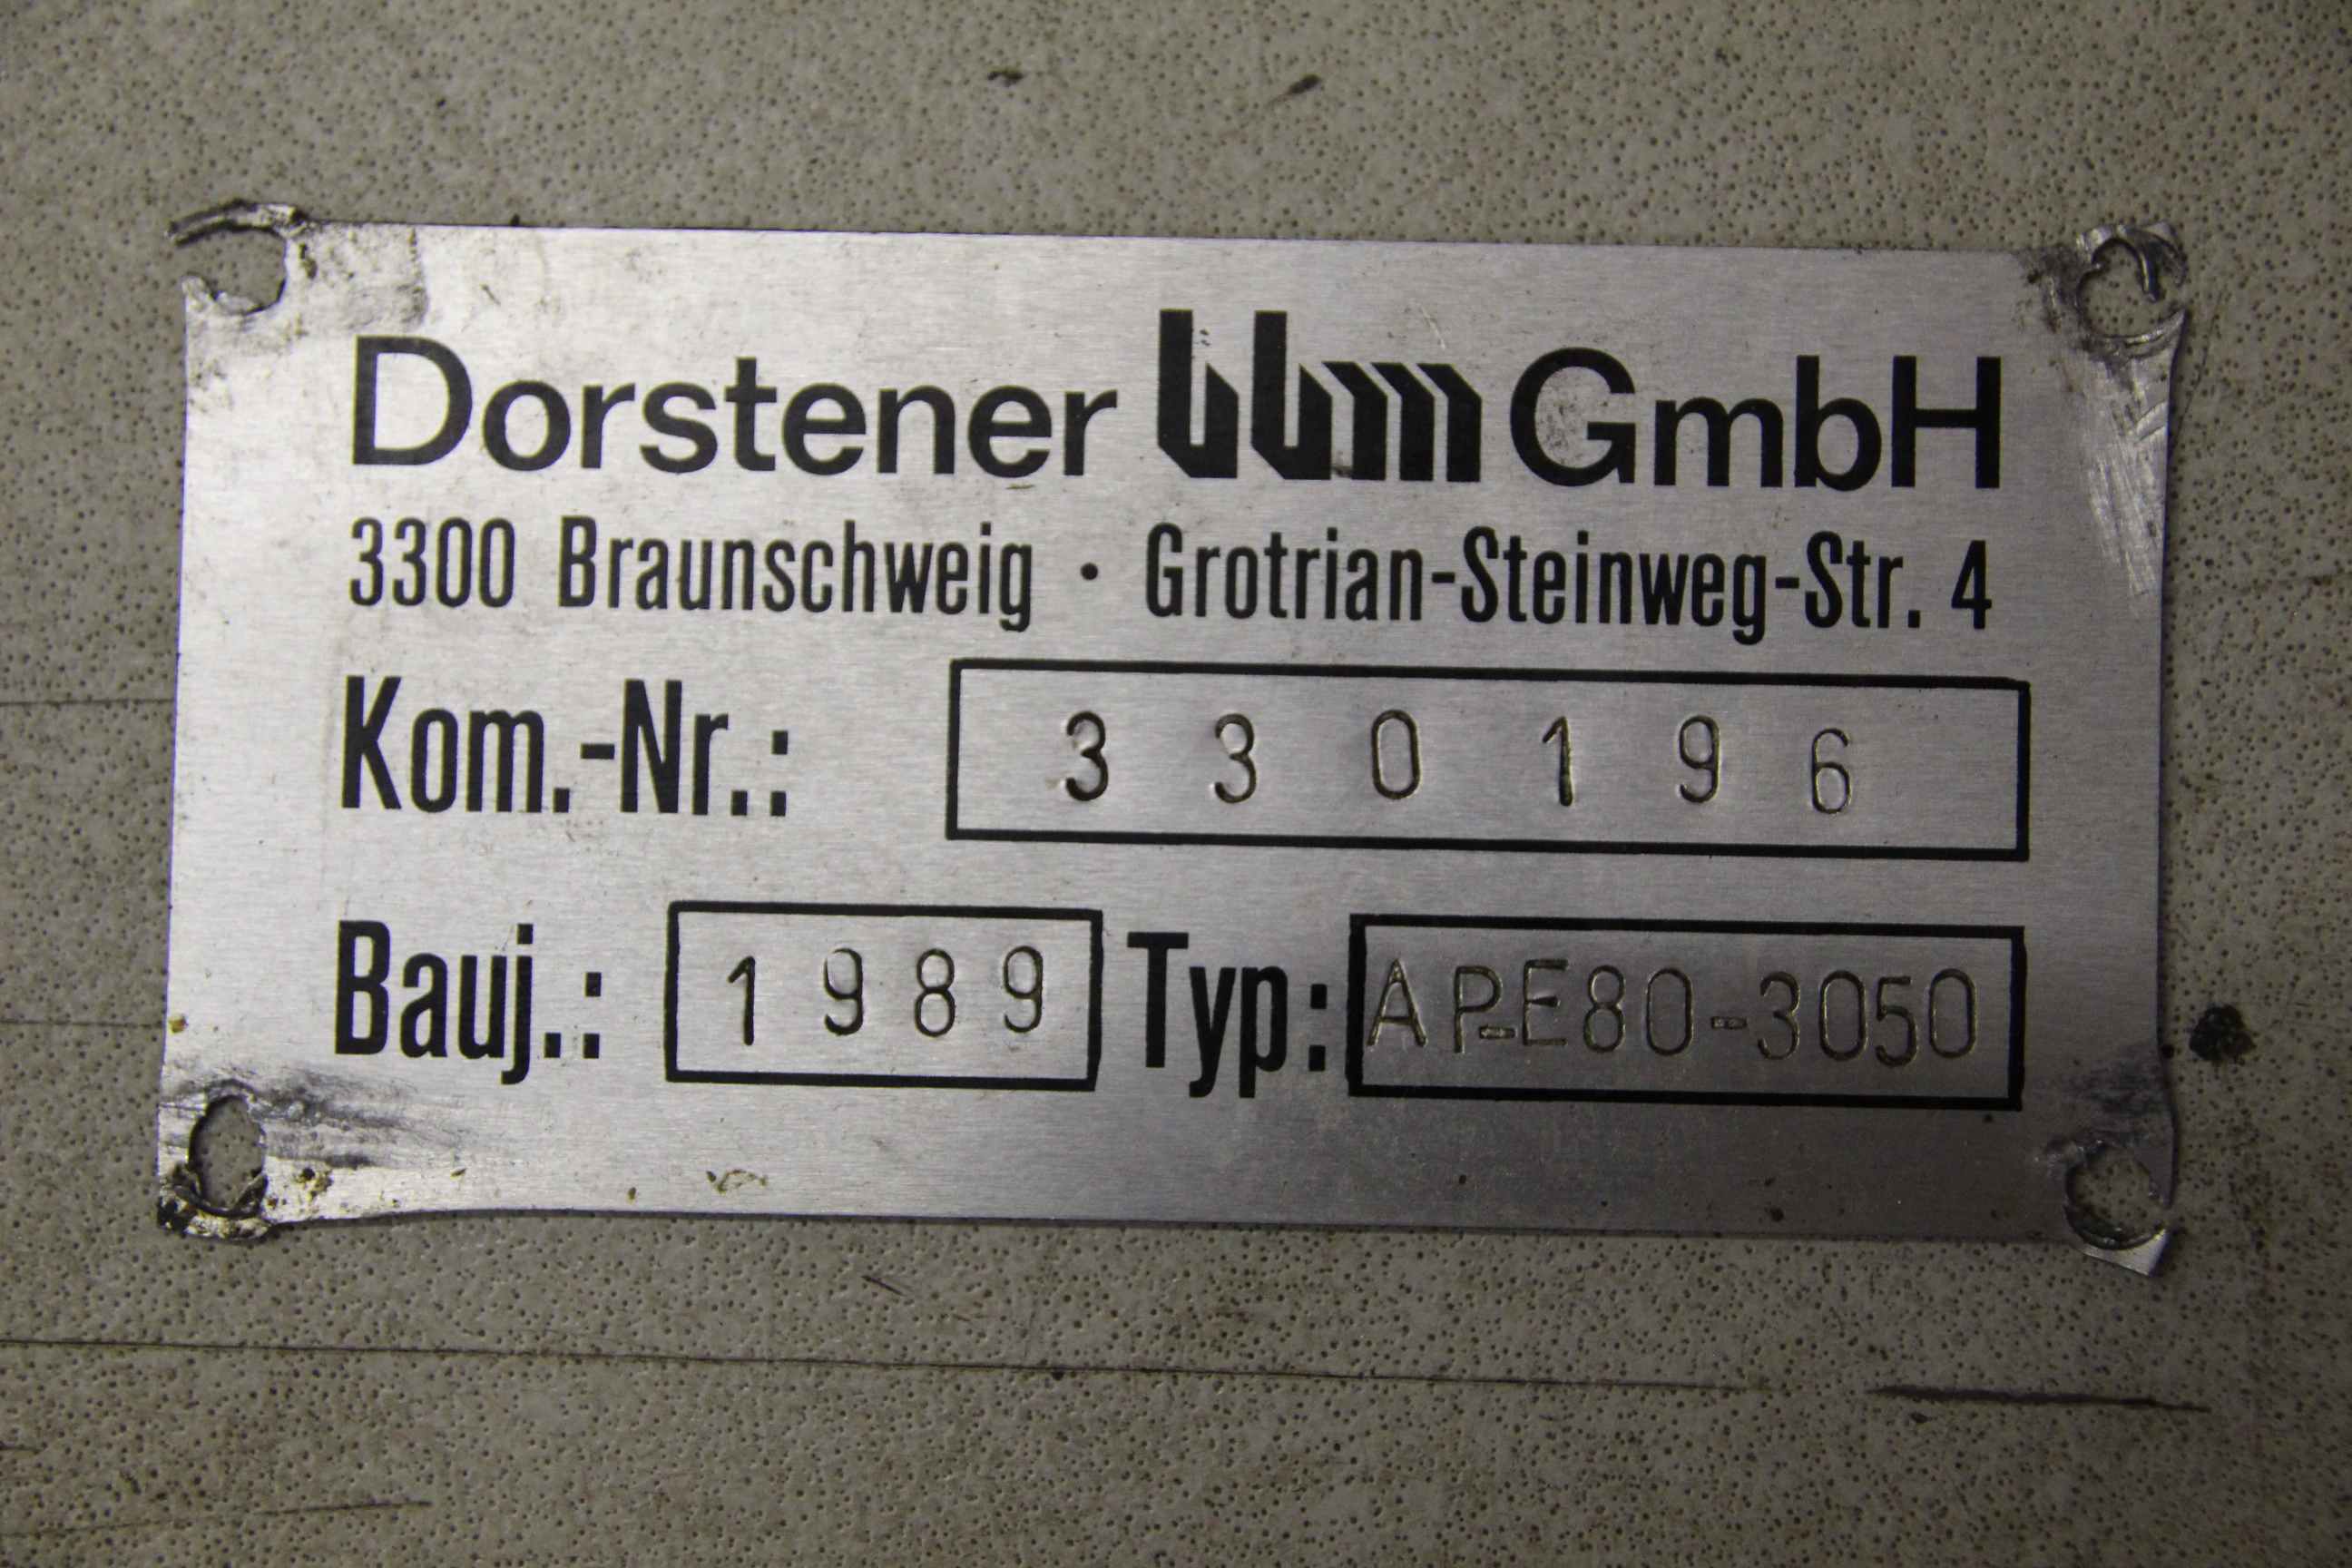 Dorstener GmbH
3300 Braunschweig · Grotrian-Steinweg-Str. 4
Kom.-Nr.: 330196
Bauj.: 1989 Typ: AP-E80-3050